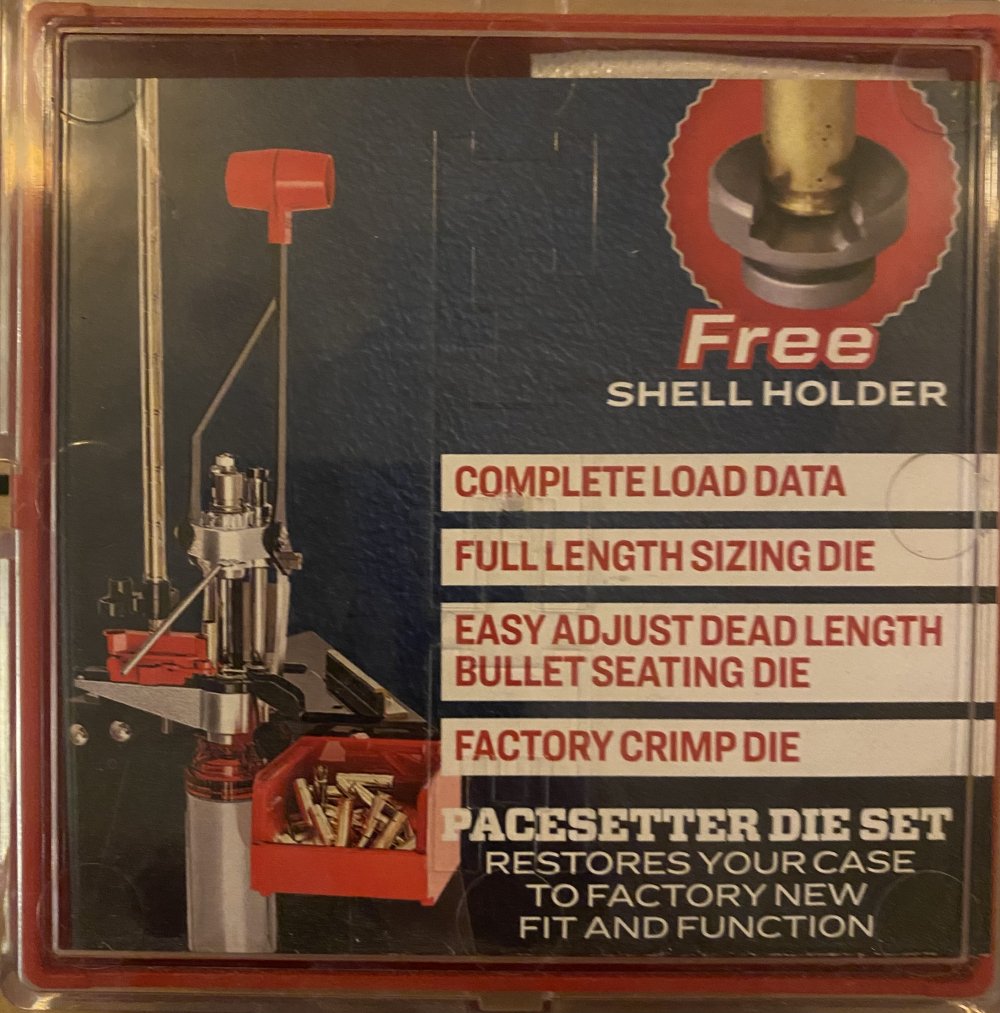 Free
SHELL HOLDER
COMPLETE LOAD DATA
FULL LENGTH SIZING DIE
EASY ADJUST DEAD LENGTH
BULLET SEATING DIE
FACTORY CRIMP DIE
PACESETTER DIE SET
RESTORES YOUR CASE
TO FACTORY NEW
FIT AND FUNCTION